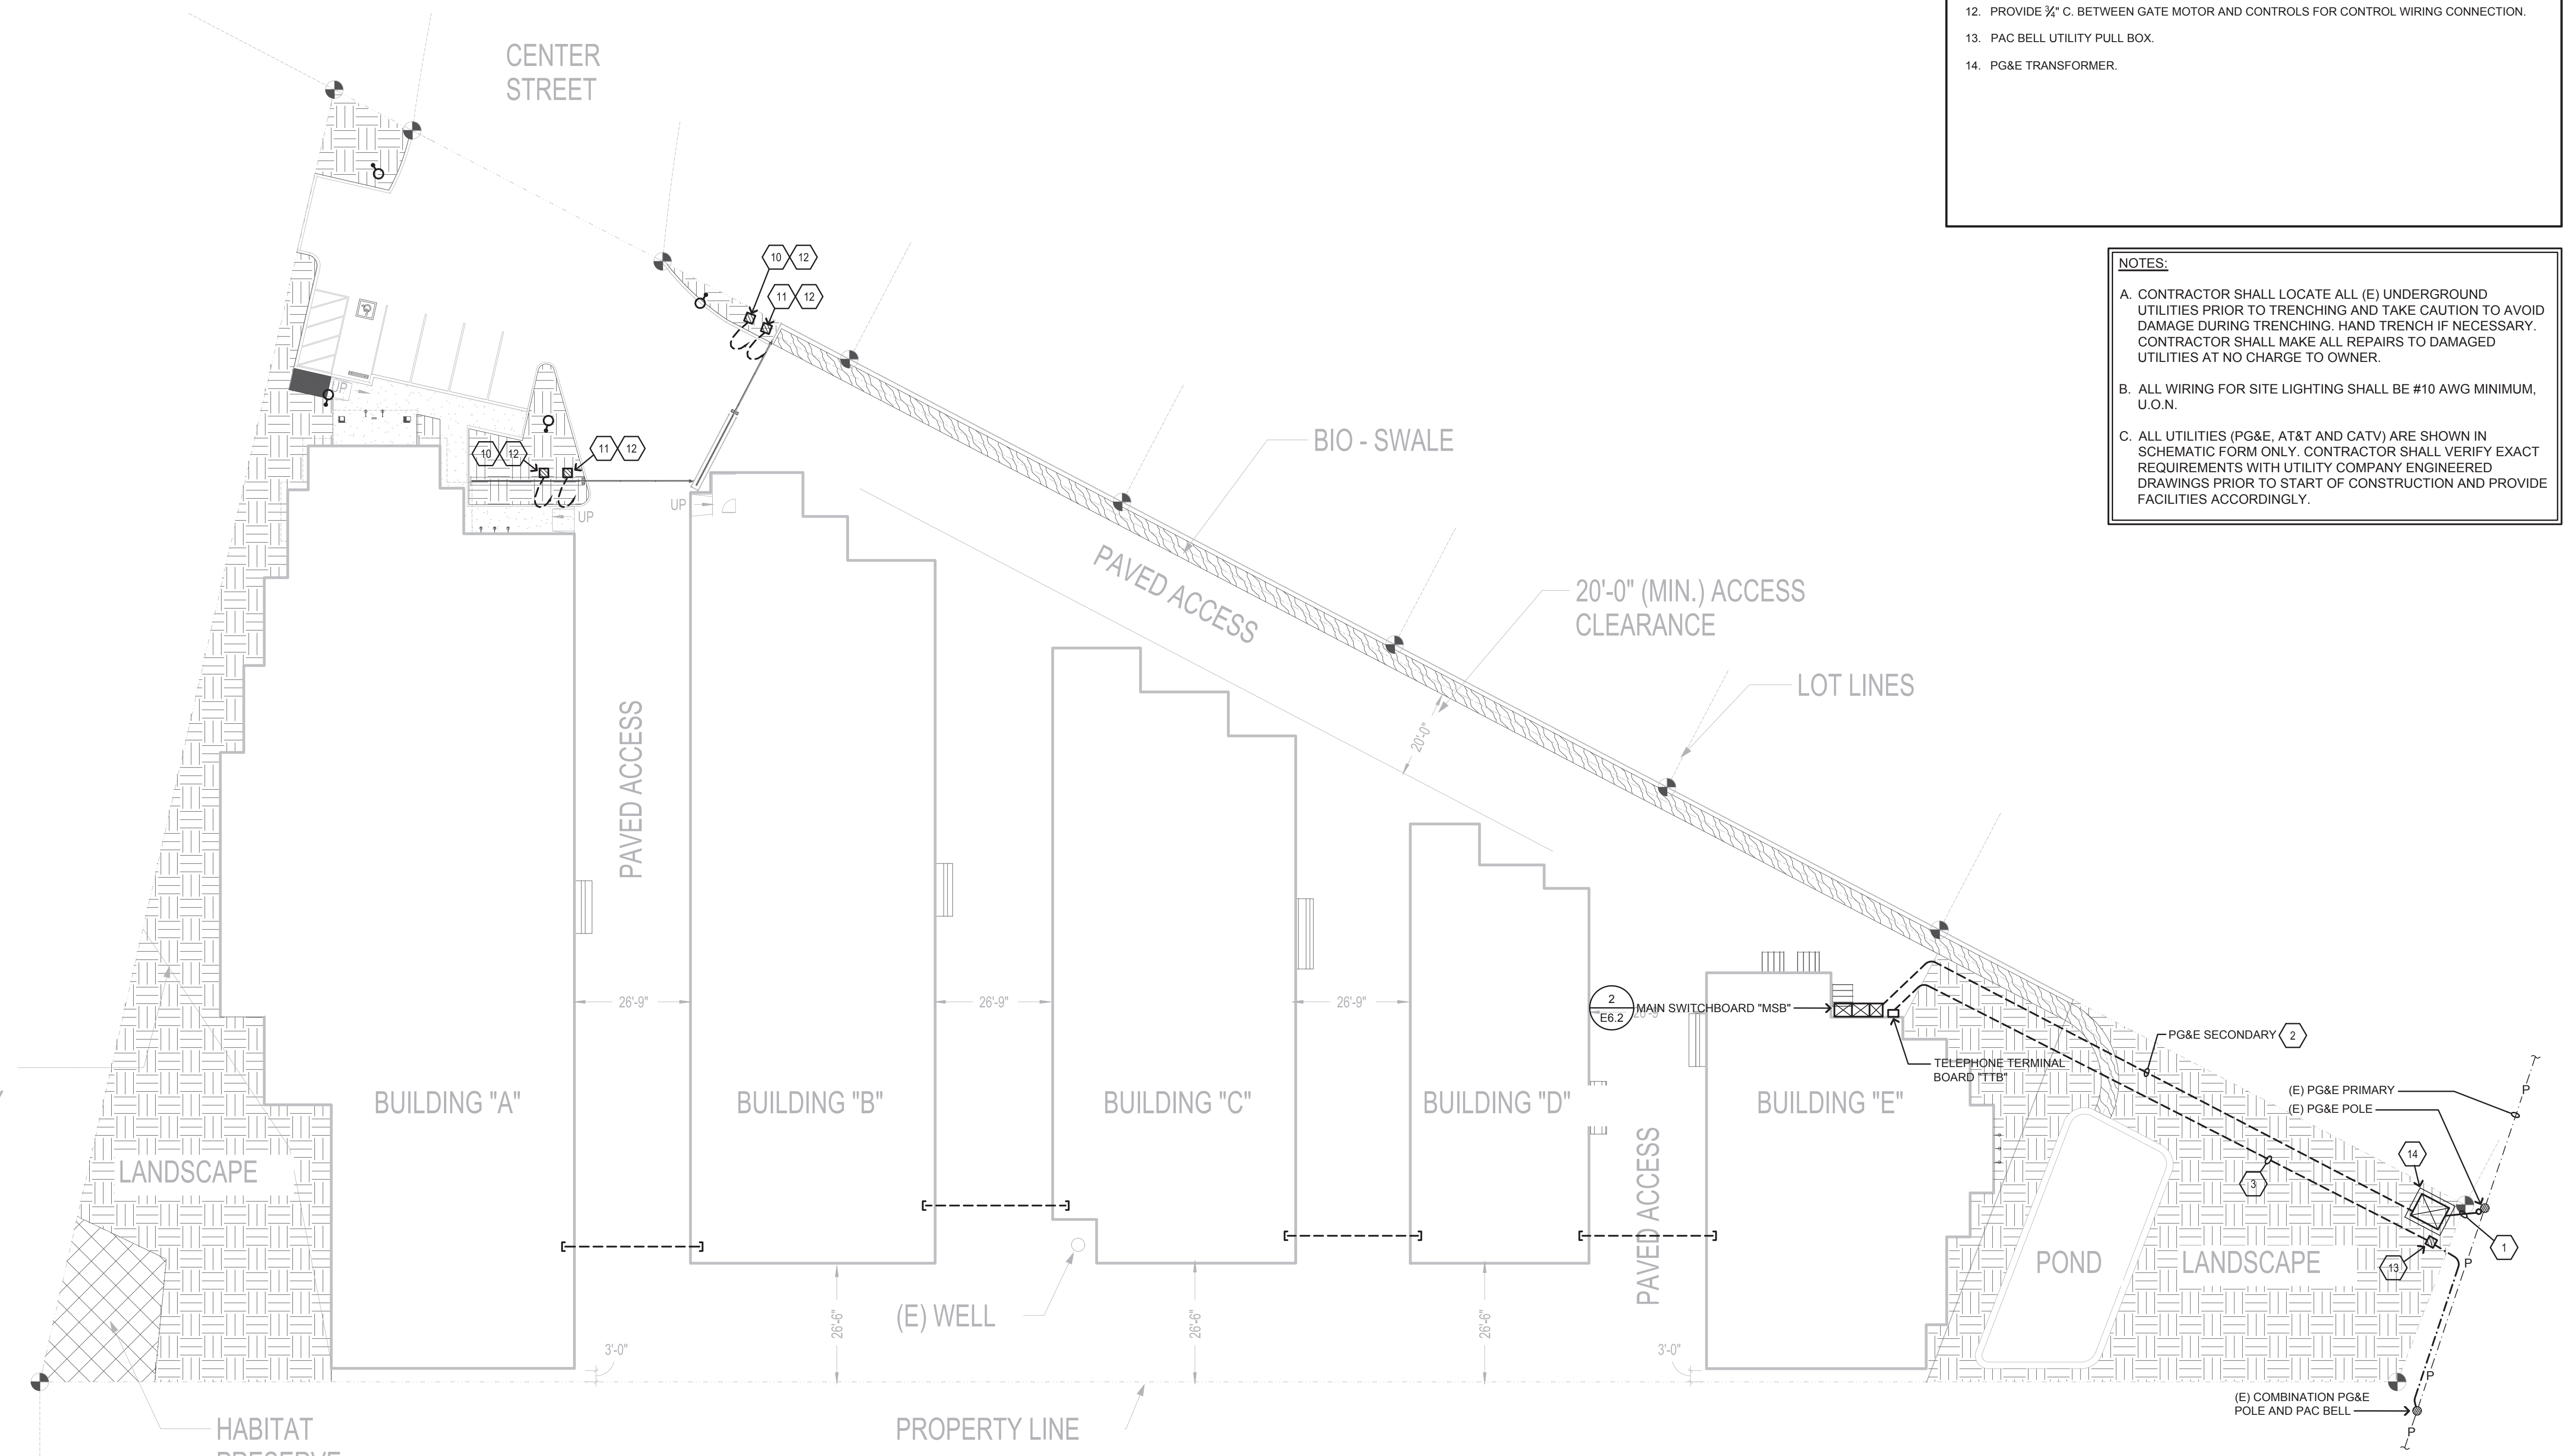 12. PROVIDE ¾" C. BETWEEN GATE MOTOR AND CONTROLS FOR CONTROL WIRING CONNECTION.
13. PAC BELL UTILITY PULL BOX.
14. PG&E TRANSFORMER.
NOTES:
A. CONTRACTOR SHALL LOCATE ALL (E) UNDERGROUND
UTILITIES PRIOR TO TRENCHING AND TAKE CAUTION TO AVOID
DAMAGE DURING TRENCHING. HAND TRENCH IF NECESSARY.
CONTRACTOR SHALL MAKE ALL REPAIRS TO DAMAGED
UTILITIES AT NO CHARGE TO OWNER.
B. ALL WIRING FOR SITE LIGHTING SHALL BE #10 AWG MINIMUM,
U.O.N.
C. ALL UTILITIES (PG&E, AT&T AND CATV) ARE SHOWN IN
SCHEMATIC FORM ONLY. CONTRACTOR SHALL VERIFY EXACT
REQUIREMENTS WITH UTILITY COMPANY ENGINEERED
DRAWINGS PRIOR TO START OF CONSTRUCTION AND PROVIDE
FACILITIES ACCORDINGLY.
CENTER
STREET
10 12
11 12
UP
10 12
11 12
UP
UP
BIO - SWALE
PAVED ACCESS
20'-0" (MIN.) ACCESS
CLEARANCE
LOT LINES
20'-0"
PAVED ACCESS
26'-9"
26'-9"
26'-9"
2
E6.2
MAIN SWITCHBOARD "MSB"
TELEPHONE TERMINAL
BOARD "TTB"
PG&E SECONDARY 2
(E) PG&E PRIMARY
(E) PG&E POLE
P
14
3
1
13
P
BUILDING "A"
BUILDING "B"
BUILDING "C"
BUILDING "D"
BUILDING "E"
LANDSCAPE
PAVED ACCESS
POND
LANDSCAPE
(E) WELL
26'-6"
26'-6"
26'-6"
3'-0"
3'-0"
P
(E) COMBINATION PG&E
POLE AND PAC BELL
P
HABITAT
PRESERVE
PROPERTY LINE